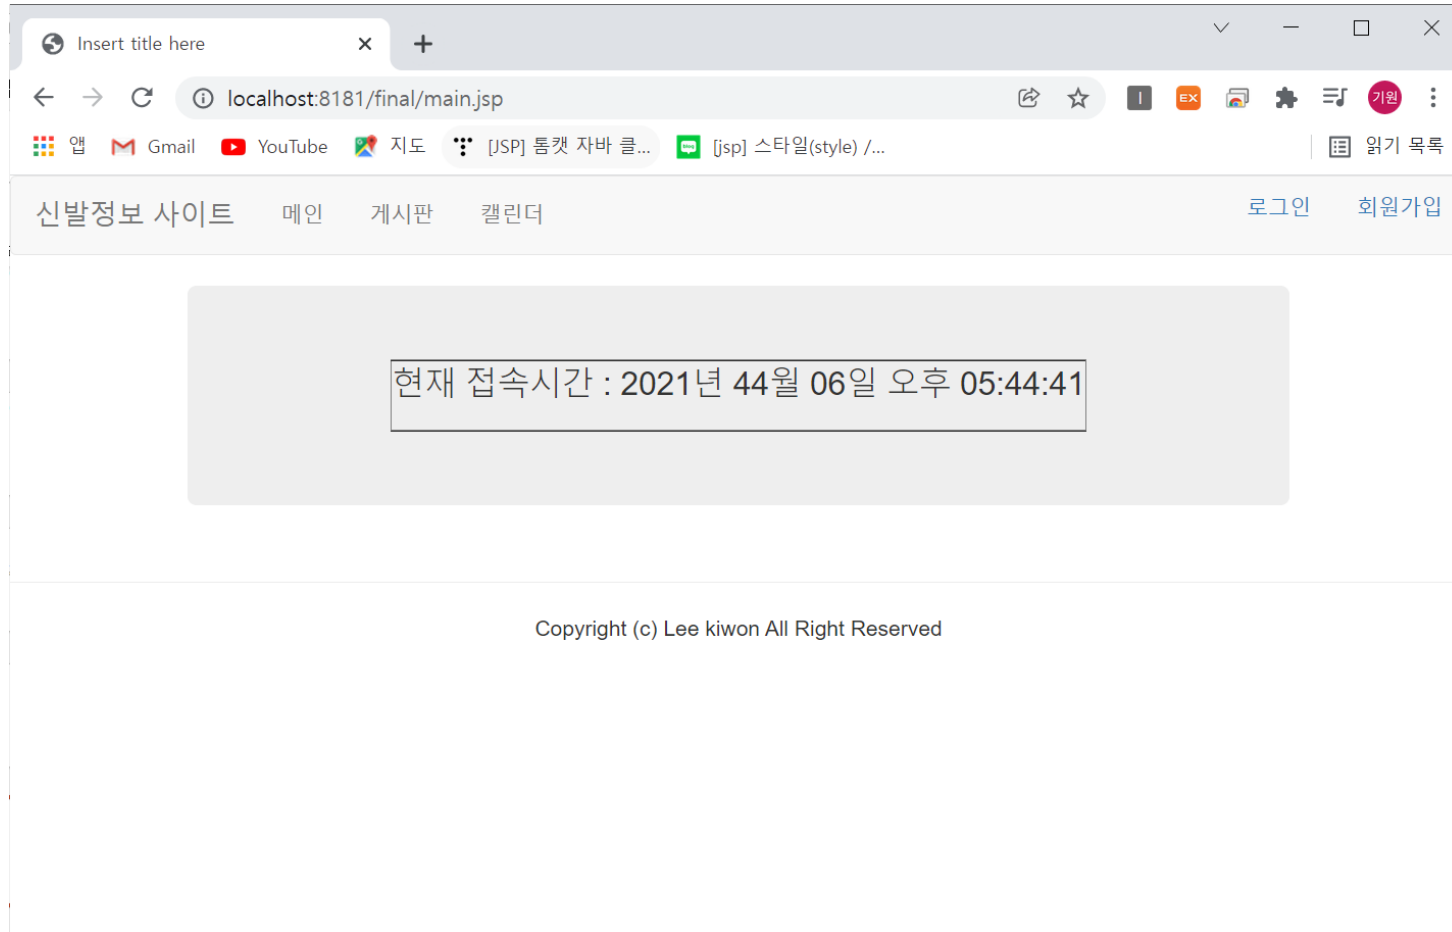 Insert title here
localhost:8181/final/main.jsp
EX
기원
앱 Gmail YouTube 지도 [JSP] 톰캣 자바 클... [jsp] 스타일(style) /... 읽기 목록
신발정보 사이트 메인 게시판 캘린더 로그인 회원가입
현재 접속시간 : 2021년 44월 06일 오후 05:44:41
Copyright (c) Lee kiwon All Right Reserved